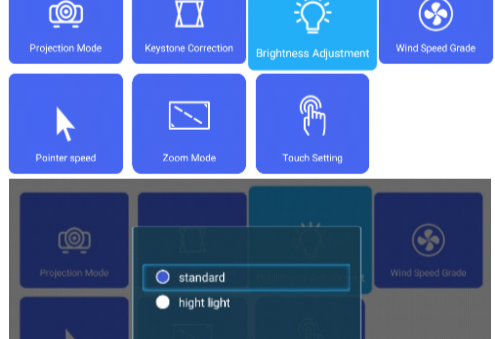 Projection Mode
Keystone Correction
Brightness Adjustment
Wind Speed Grade
Pointer speed
Zoom Mode
Touch Setting
Projection Mode
Wind Speed Grade
standard
hight light